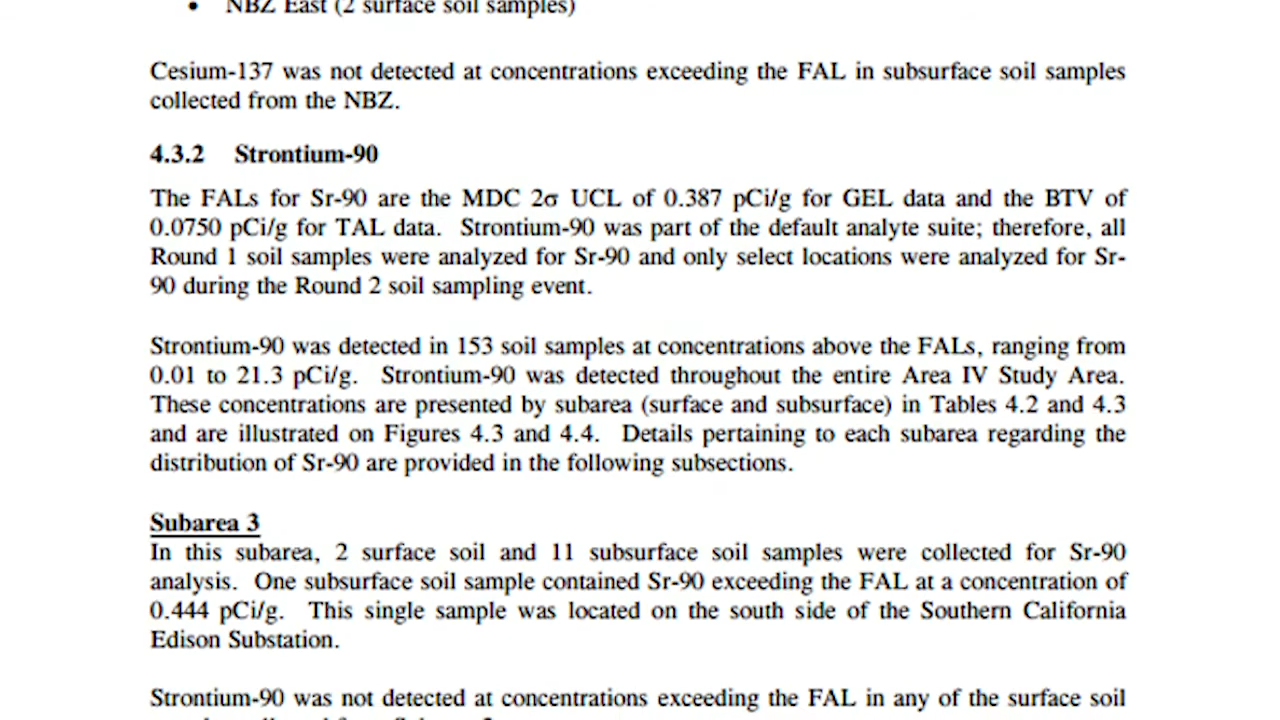 • NBZ East (2 surface soil samples)
Cesium-137 was not detected at concentrations exceeding the FAL in subsurface soil samples
collected from the NBZ.
4.3.2 Strontium-90
The FALs for Sr-90 are the MDC 2σ UCL of 0.387 pCi/g for GEL data and the BTV of
0.0750 pCi/g for TAL data. Strontium-90 was part of the default analyte suite; therefore, all
Round 1 soil samples were analyzed for Sr-90 and only select locations were analyzed for Sr-
90 during the Round 2 soil sampling event.
Strontium-90 was detected in 153 soil samples at concentrations above the FALs, ranging from
0.01 to 21.3 pCi/g. Strontium-90 was detected throughout the entire Area IV Study Area.
These concentrations are presented by subarea (surface and subsurface) in Tables 4.2 and 4.3
and are illustrated on Figures 4.3 and 4.4. Details pertaining to each subarea regarding the
distribution of Sr-90 are provided in the following subsections.
Subarea 3
In this subarea, 2 surface soil and 11 subsurface soil samples were collected for Sr-90
analysis. One subsurface soil sample contained Sr-90 exceeding the FAL at a concentration of
0.444 pCi/g. This single sample was located on the south side of the Southern California
Edison Substation.
Strontium-90 was not detected at concentrations exceeding the FAL in any of the surface soil